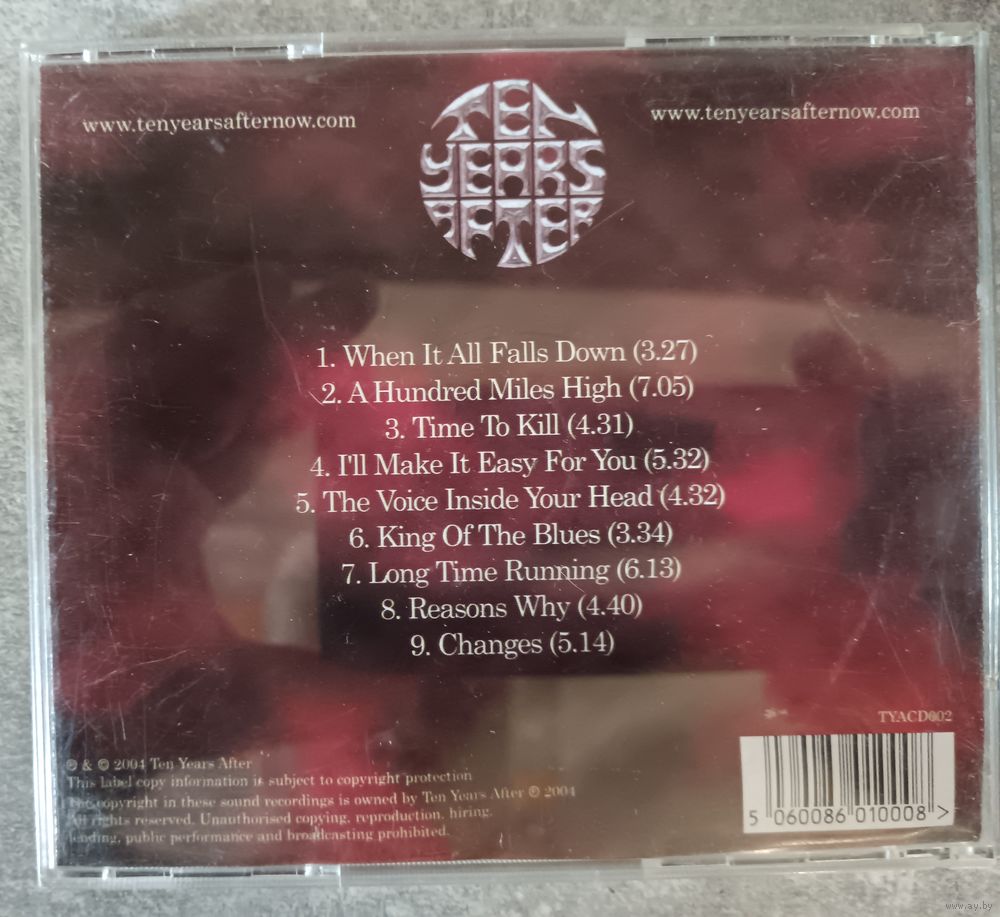 www.tenyearsafternow.com
TEN
YEARS
AFTER
www.tenyearsafternow.com
1. When It All Falls Down (3.27)
2. A Hundred Miles High (7.05)
3. Time To Kill (4.31)
4. I'll Make It Easy For You (5.32)
5. The Voice Inside Your Head (4.32)
6. King Of The Blues (3.34)
7. Long Time Running (6.13)
8. Reasons Why (4.40)
9. Changes (5.14)
TYACD002
℗ & © 2004 Ten Years After
This label copy information is subject to copyright protection
The copyright in these sound recordings is owned by Ten Years After ℗ 2004
All rights reserved. Unauthorised copying, reproduction, hiring,
lending, public performance and broadcasting prohibited.
5 060086 010008 >
www.ay.by